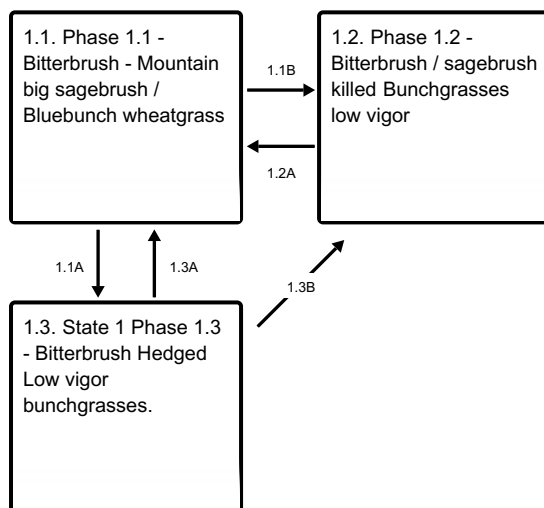 1.1. Phase 1.1 -
Bitterbrush - Mountain
big sagebrush /
Bluebunch wheatgrass
1.1B
1.2A
1.2. Phase 1.2 -
Bitterbrush / sagebrush
killed Bunchgrasses
low vigor
1.1A
1.3A
1.3B
1.3. State 1 Phase 1.3
- Bitterbrush Hedged
Low vigor
bunchgrasses.